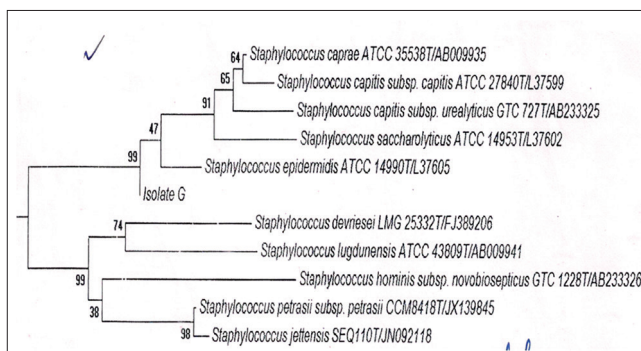 64
Staphylococcus caprae ATCC 35538T/AB009935
65
Staphylococcus capitis subsp. capitis ATCC 27840T/L37599
91
Staphylococcus capitis subsp. urealyticus GTC 727T/AB233325
47
Staphylococcus saccharolyticus ATCC 14953T/L37602
99
Staphylococcus epidermidis ATCC 14990T/L37605
Isolate G
74
Staphylococcus devriesei LMG 25332T/FJ389206
Staphylococcus lugdunensis ATCC 43809T/AB009941
99
Staphylococcus hominis subsp. novobiosepticus GTC 1228T/AB233326
38
Staphylococcus petrasii subsp. petrasii CCM8418T/JX139845
98
Staphylococcus jettensis SEQ110T/JN092118